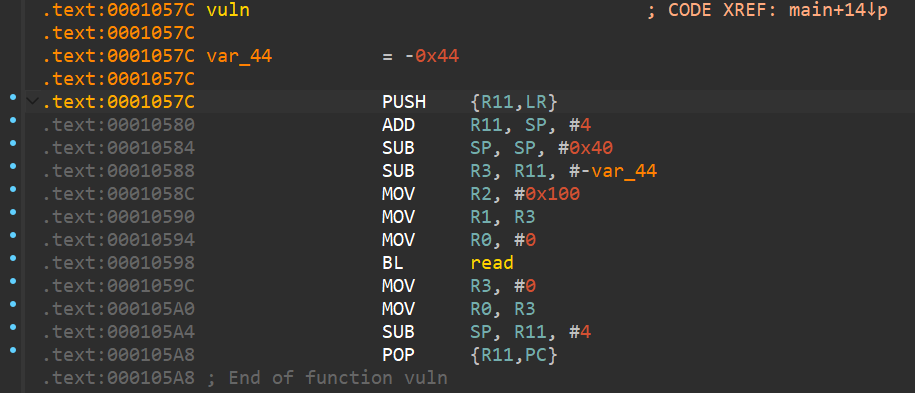 .text:0001057C vuln ; CODE XREF: main+14↓p
.text:0001057C
.text:0001057C var_44 = -0x44
.text:0001057C
.text:0001057C PUSH {R11,LR}
.text:00010580 ADD R11, SP, #4
.text:00010584 SUB SP, SP, #0x40
.text:00010588 SUB R3, R11, #-var_44
.text:0001058C MOV R2, #0x100
.text:00010590 MOV R1, R3
.text:00010594 MOV R0, #0
.text:00010598 BL read
.text:0001059C MOV R3, #0
.text:000105A0 MOV R0, R3
.text:000105A4 SUB SP, R11, #4
.text:000105A8 POP {R11,PC}
.text:000105A8 ; End of function vuln